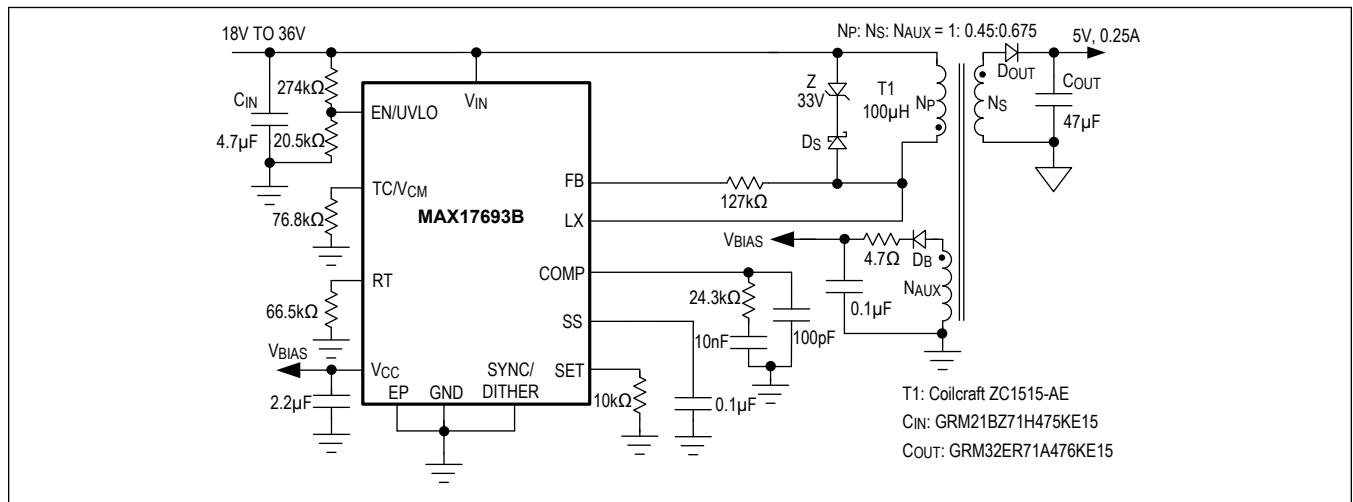 18V TO 36V
NP: NS: NAUX = 1: 0.45:0.675
5V, 0.25A
DOUT
274kΩ
Z
33V
T1
100µH
NP
NS
COUT
47µF
VIN
CIN
4.7µF
EN/UVLO
20.5kΩ
DS
TC/VCM
FB
127kΩ
MAX17693B
76.8kΩ
LX
VBIAS
4.7Ω
DB
NAUX
RT
COMP
24.3kΩ
0.1µF
66.5kΩ
SS
10nF
100pF
VBIAS
VCC
SYNC/
DITHER
SET
EP
GND
2.2µF
10kΩ
0.1µF
T1: Coilcraft ZC1515-AE
CIN: GRM21BZ71H475KE15
COUT: GRM32ER71A476KE15